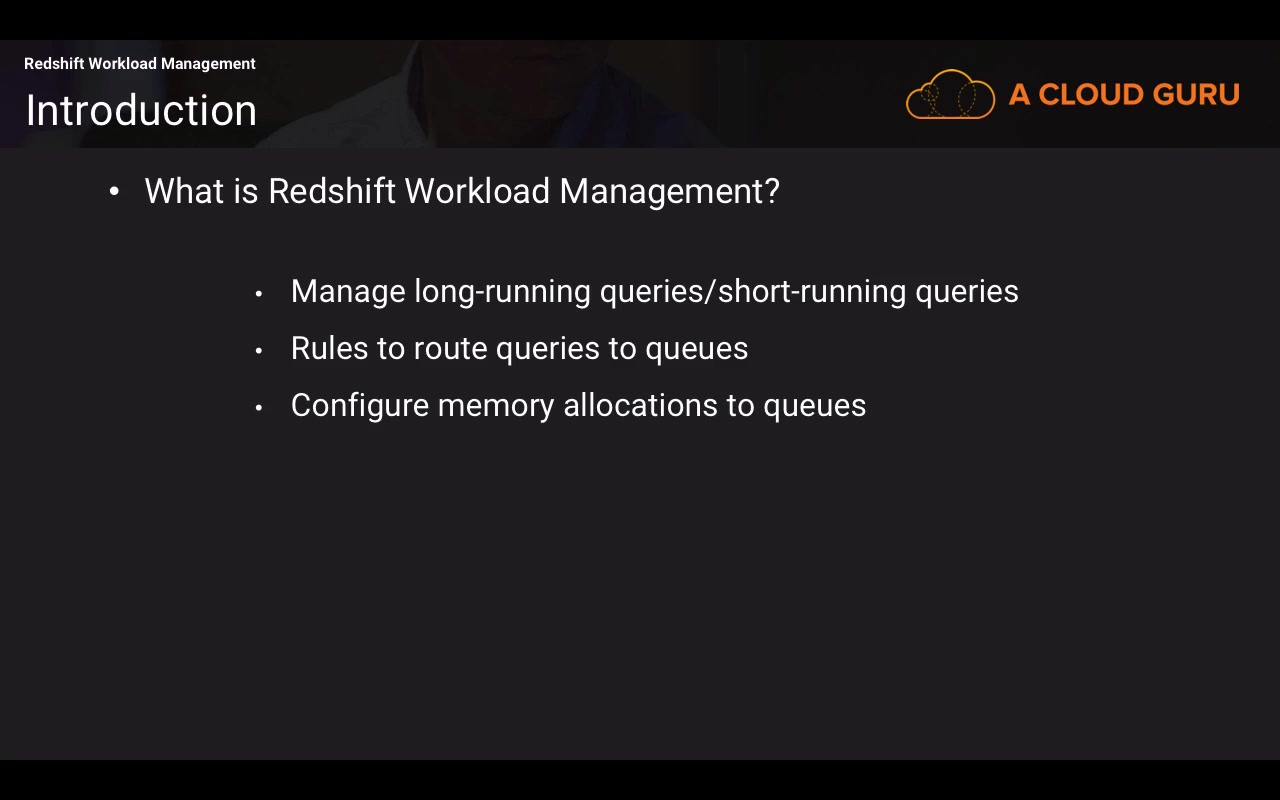 Redshift Workload Management
Introduction
A CLOUD GURU
• What is Redshift Workload Management?
• Manage long-running queries/short-running queries
• Rules to route queries to queues
• Configure memory allocations to queues